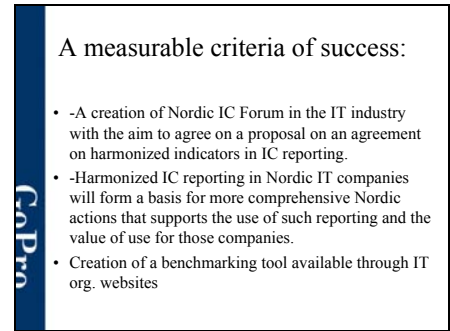 A measurable criteria of success:
• -A creation of Nordic IC Forum in the IT industry
with the aim to agree on a proposal on an agreement
on harmonized indicators in IC reporting.
• -Harmonized IC reporting in Nordic IT companies
will form a basis for more comprehensive Nordic
actions that supports the use of such reporting and the
value of use for those companies.
• Creation of a benchmarking tool available through IT
org. websites
GoPro